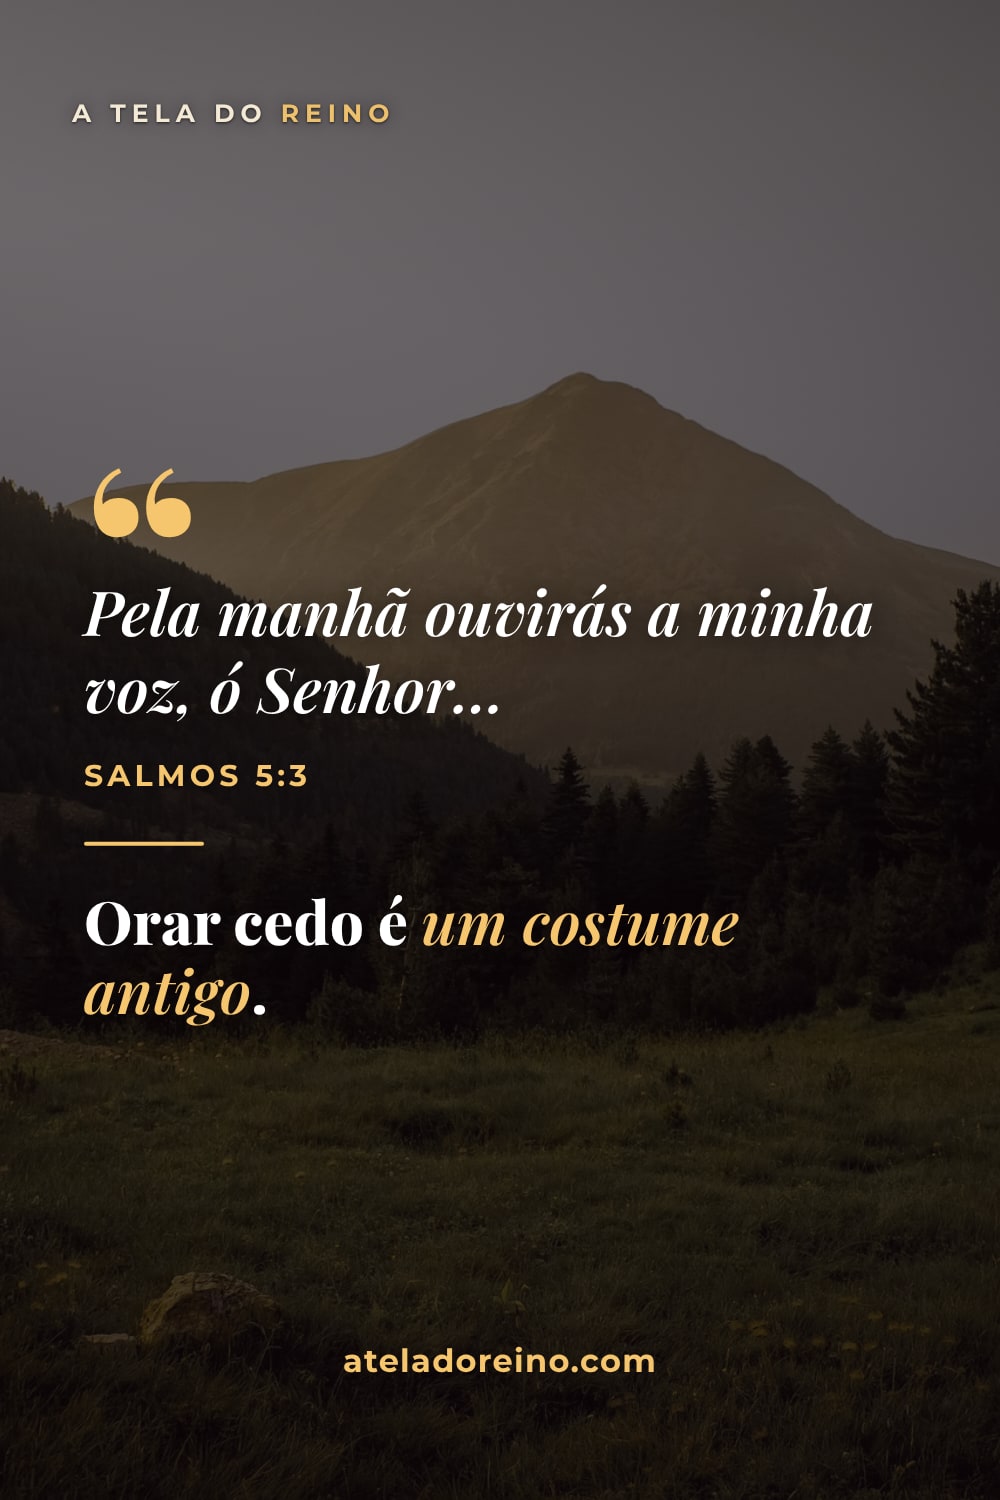 A TELA DO REINO
“
Pela manhã ouvirás a minha
voz, ó Senhor...
SALMOS 5:3
Orar cedo é um costume
antigo.
ateladoreino.com